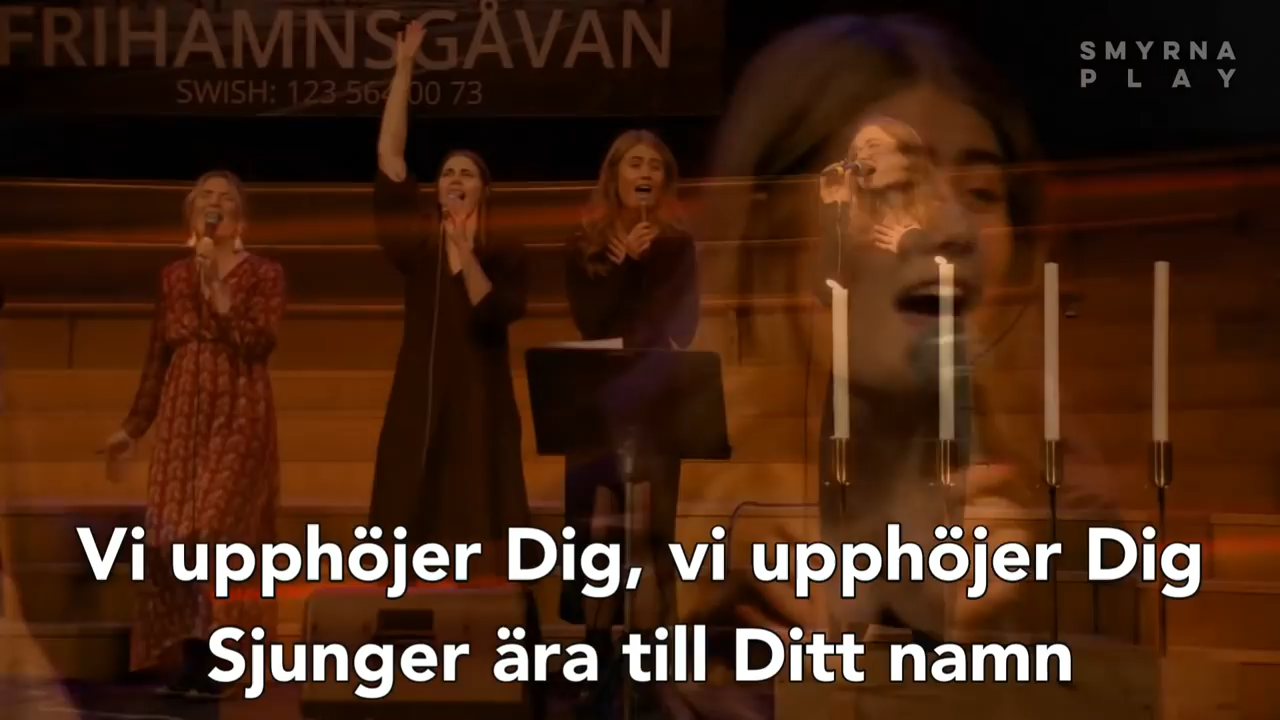 FRIHAMNSGÅVAN
SWISH: 123 564 00 73
SMYRNA
PLAY
Vi upphöjer Dig, vi upphöjer Dig
Sjunger ära till Ditt namn